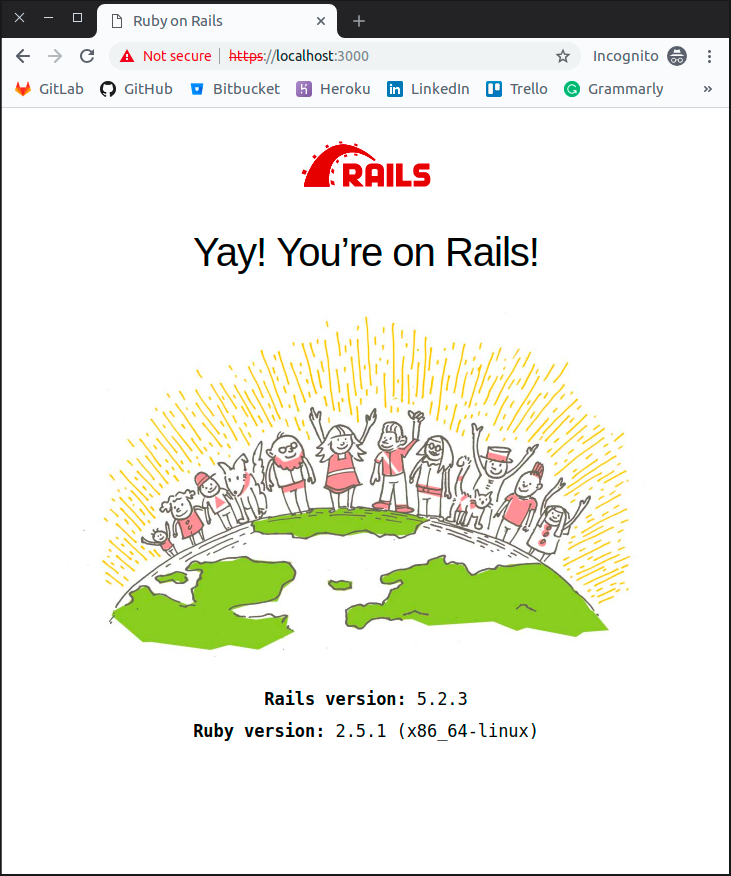 Ruby on Rails
Not secure | https://localhost:3000 Incognito
GitLab GitHub Bitbucket Heroku LinkedIn Trello Grammarly »
RAILS
Yay! You’re on Rails!
Rails version: 5.2.3
Ruby version: 2.5.1 (x86_64-linux)